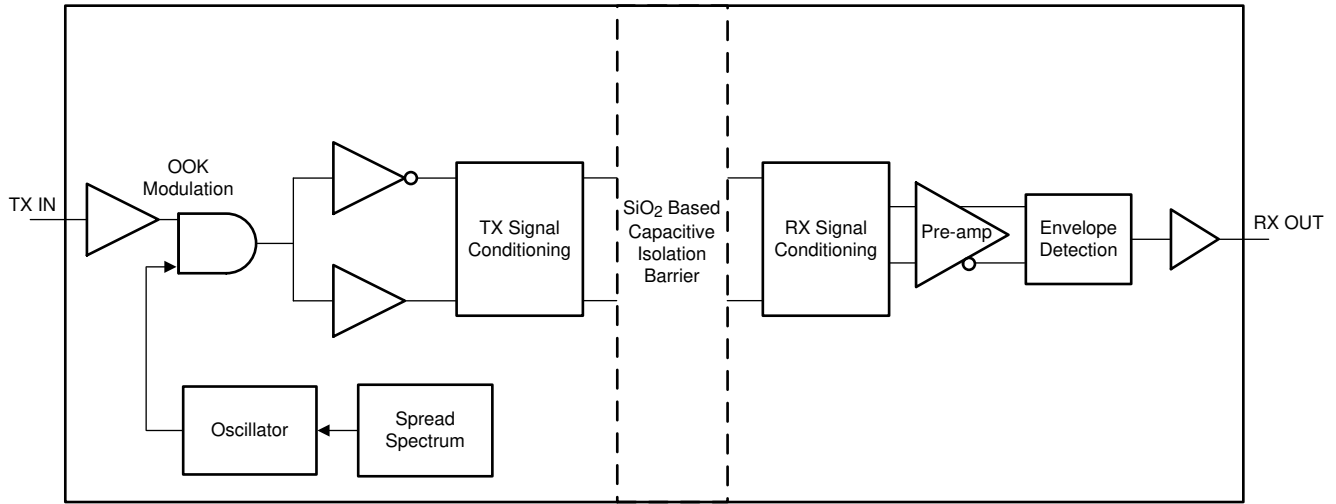 OOK
Modulation
TX IN
TX Signal
Conditioning
SiO₂ Based
Capacitive
Isolation
Barrier
RX Signal
Conditioning
Pre-amp
Envelope
Detection
RX OUT
Oscillator
Spread
Spectrum